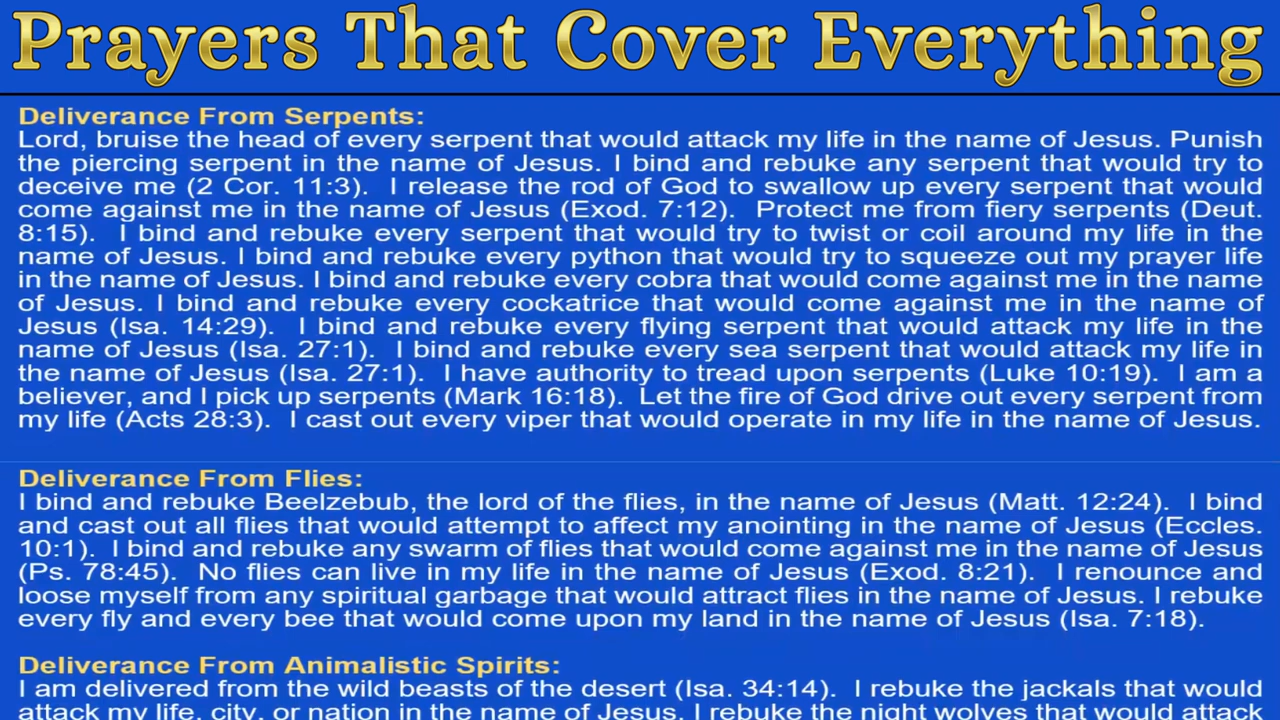 Prayers That Cover Everything
Deliverance From Serpents:
Lord, bruise the head of every serpent that would attack my life in the name of Jesus. Punish
the piercing serpent in the name of Jesus. I bind and rebuke any serpent that would try to
deceive me (2 Cor. 11:3).  I release the rod of God to swallow up every serpent that would
come against me in the name of Jesus (Exod. 7:12).  Protect me from fiery serpents (Deut.
8:15).  I bind and rebuke every serpent that would try to twist or coil around my life in the
name of Jesus. I bind and rebuke every python that would try to squeeze out my prayer life
in the name of Jesus. I bind and rebuke every cobra that would come against me in the name
of Jesus. I bind and rebuke every cockatrice that would come against me in the name of
Jesus (Isa. 14:29).  I bind and rebuke every flying serpent that would attack my life in the
name of Jesus (Isa. 27:1).  I bind and rebuke every sea serpent that would attack my life in
the name of Jesus (Isa. 27:1).  I have authority to tread upon serpents (Luke 10:19).  I am a
believer, and I pick up serpents (Mark 16:18).  Let the fire of God drive out every serpent from
my life (Acts 28:3).  I cast out every viper that would operate in my life in the name of Jesus.
Deliverance From Flies:
I bind and rebuke Beelzebub, the lord of the flies, in the name of Jesus (Matt. 12:24).  I bind
and cast out all flies that would attempt to affect my anointing in the name of Jesus (Eccles.
10:1).  I bind and rebuke any swarm of flies that would come against me in the name of Jesus
(Ps. 78:45).  No flies can live in my life in the name of Jesus (Exod. 8:21).  I renounce and
loose myself from any spiritual garbage that would attract flies in the name of Jesus. I rebuke
every fly and every bee that would come upon my land in the name of Jesus (Isa. 7:18).
Deliverance From Animalistic Spirits:
I am delivered from the wild beasts of the desert (Isa. 34:14).  I rebuke the jackals that would
attack my life, city, or nation in the name of Jesus. I rebuke the night wolves that would attack